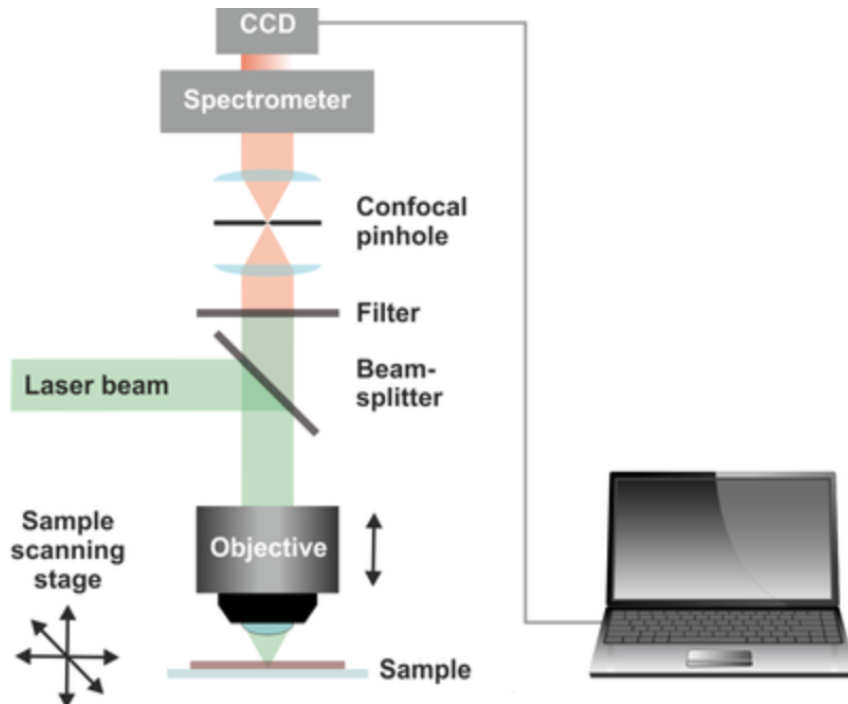 CCD
Spectrometer
Confocal
pinhole
Filter
Beam-
splitter
Laser beam
Objective
Sample
scanning
stage
Sample